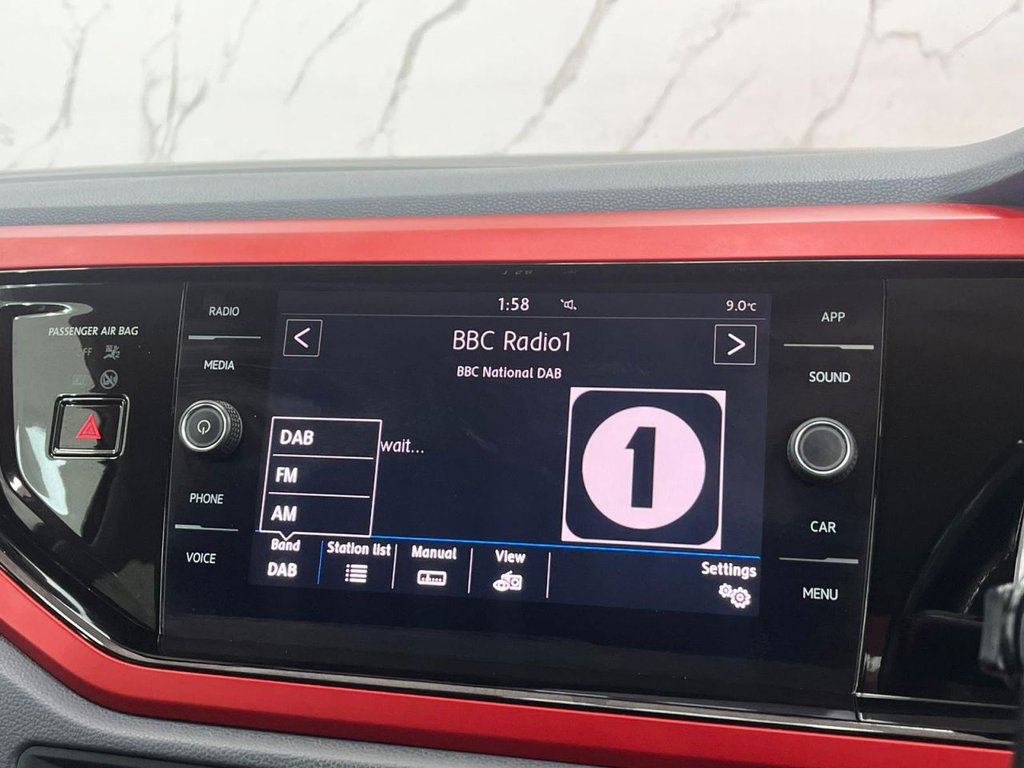 PASSENGER AIR BAG
RADIO
MEDIA
PHONE
VOICE
1:58
9.0°C
<
BBC Radio1
>
BBC National DAB
wait...
1
DAB
FM
AM
Band
DAB
Station list
Manual
View
Settings
APP
SOUND
CAR
MENU